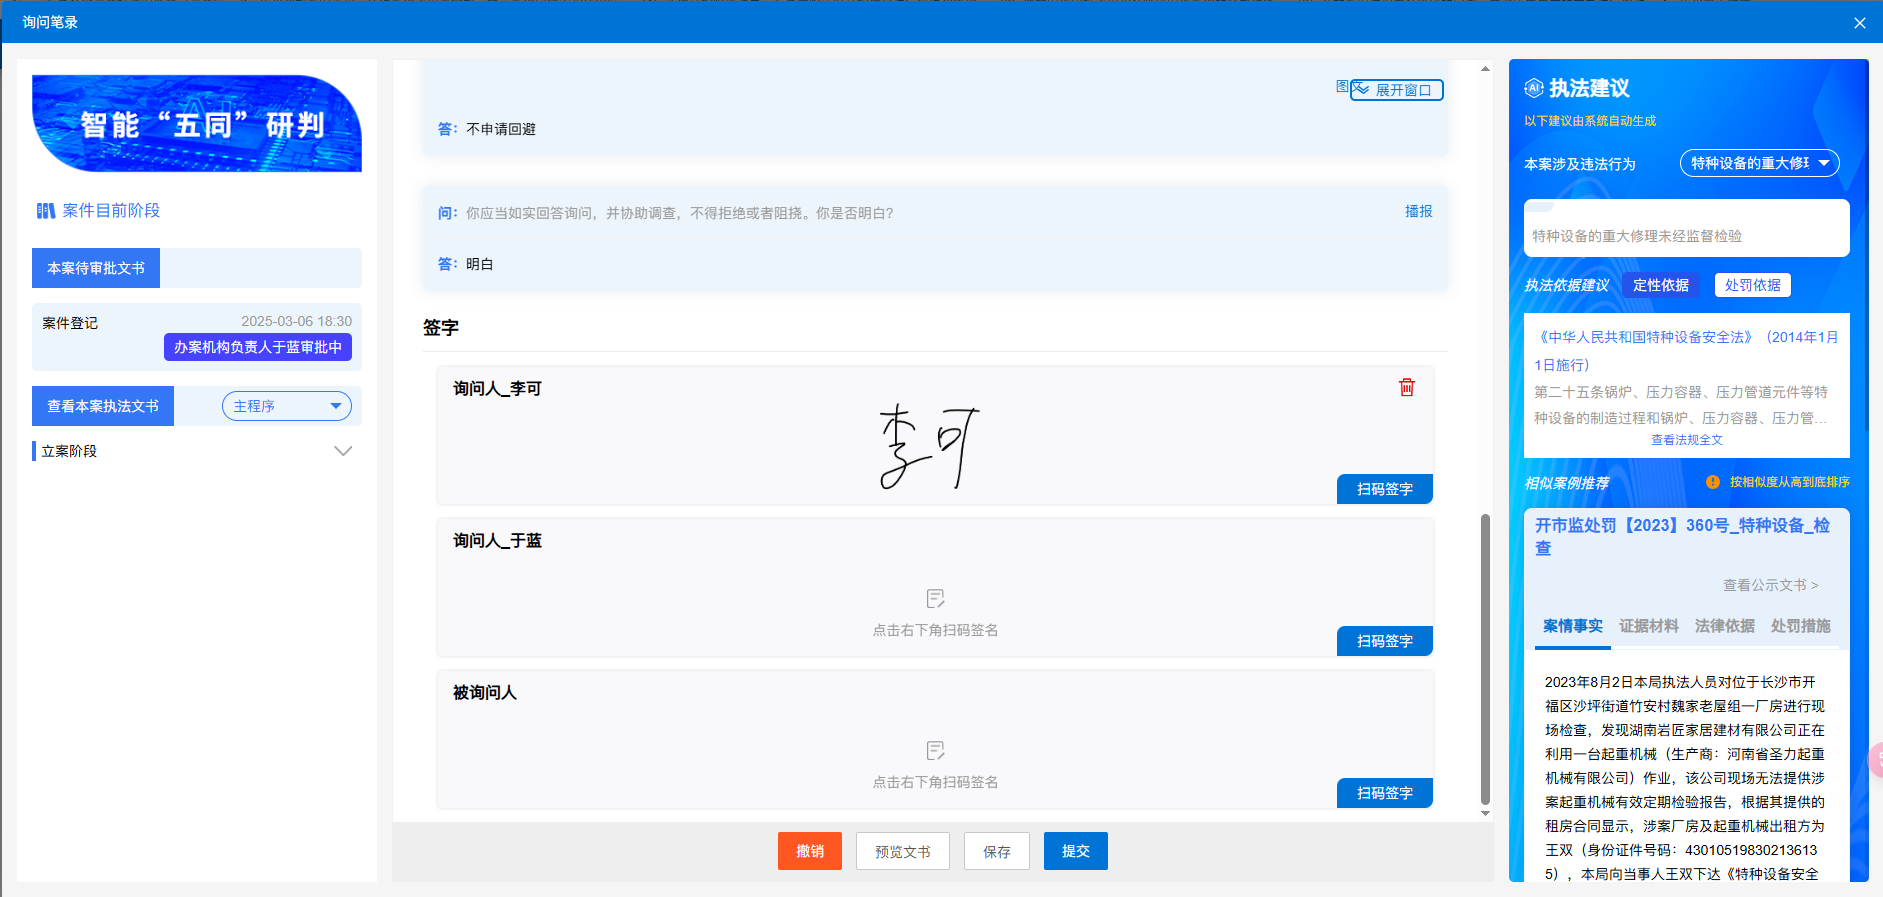 询问笔录
智能“五同”研判
案件目前阶段
本案待审批文书
案件登记
2025-03-06 18:30
办案机构负责人于蓝审批中
查看本案执法文书
主程序
立案阶段
展开窗口
答：不申请回避
问：你应当如实回答询问，并协助调查，不得拒绝或者阻挠。你是否明白?
播报
答：明白
签字
询问人_李可
李可
扫码签字
询问人_于蓝
点击右下角扫码签名
扫码签字
被询问人
点击右下角扫码签名
扫码签字
撤销
预览文书
保存
提交
AI 执法建议
以下建议由系统自动生成
本案涉及违法行为
特种设备的重大修
特种设备的重大修理未经监督检验
执法依据建议
定性依据
处罚依据
《中华人民共和国特种设备安全法》（2014年1月
1日施行）
第二十五条锅炉、压力容器、压力管道元件等特
种设备的制造过程和锅炉、压力容器、压力管...
查看法规全文
相似案例推荐
按相似度从高到底排序
开市监处罚【2023】360号_特种设备_检
查
查看公示文书 >
案情事实
证据材料
法律依据
处罚措施
2023年8月2日本局执法人员对位于长沙市开
福区沙坪街道竹安村魏家老屋组一厂房进行现
场检查，发现湖南岩匠家居建材有限公司正在
利用一台起重机械（生产商：河南省圣力起重
机械有限公司）作业，该公司现场无法提供涉
案起重机械有效定期检验报告，根据其提供的
租房合同显示，涉案厂房及起重机械出租方为
王双（身份证件号码：43010519830213613
5），本局向当事人王双下达《特种设备安全